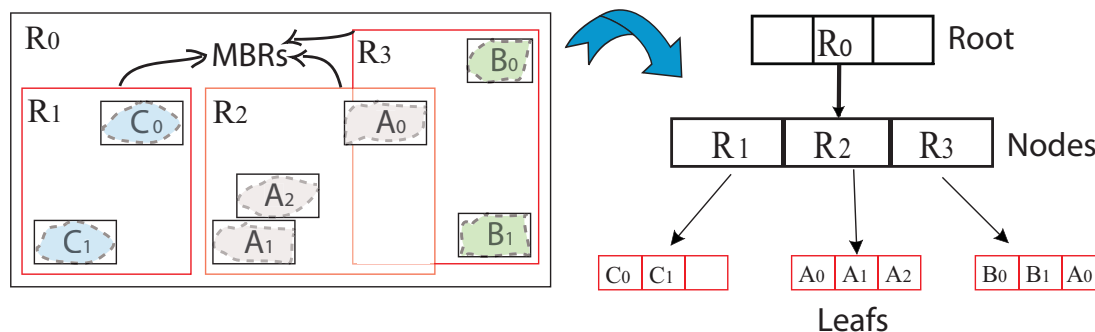 R0
MBRs
R3
B0
R1
C0
R2
A0
A2
C1
A1
B1
R0
Root
R1 R2 R3
Nodes
C0 C1
A0 A1 A2
B0 B1 A0
Leafs